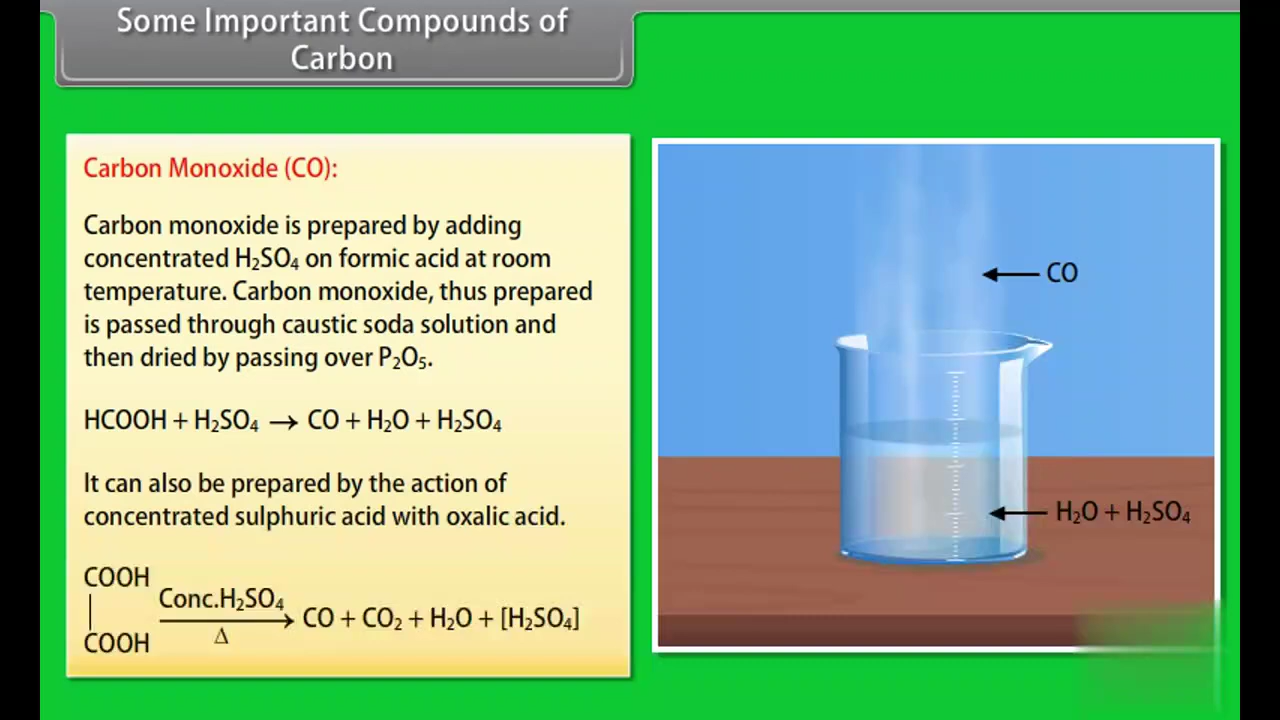 Some Important Compounds of
Carbon
Carbon Monoxide (CO):
Carbon monoxide is prepared by adding
concentrated H₂SO₄ on formic acid at room
temperature. Carbon monoxide, thus prepared
is passed through caustic soda solution and
then dried by passing over P₂O₅.
HCOOH + H₂SO₄ → CO + H₂O + H₂SO₄
It can also be prepared by the action of
concentrated sulphuric acid with oxalic acid.
COOH
|
COOH
Conc.H₂SO₄
Δ
CO + CO₂ + H₂O + [H₂SO₄]
CO
H₂O + H₂SO₄